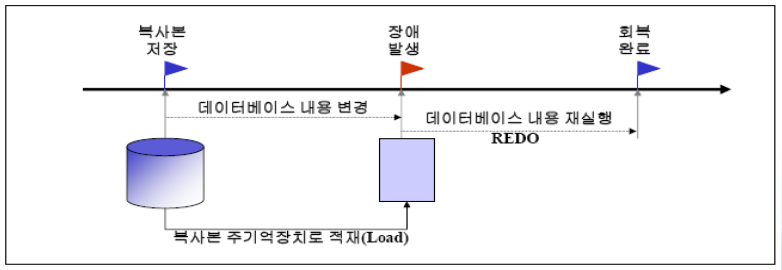 복사본
저장
장애
발생
회복
완료
데이터베이스 내용 변경
데이터베이스 내용 재실행
REDO
복사본 주기억장치로 적재(Load)